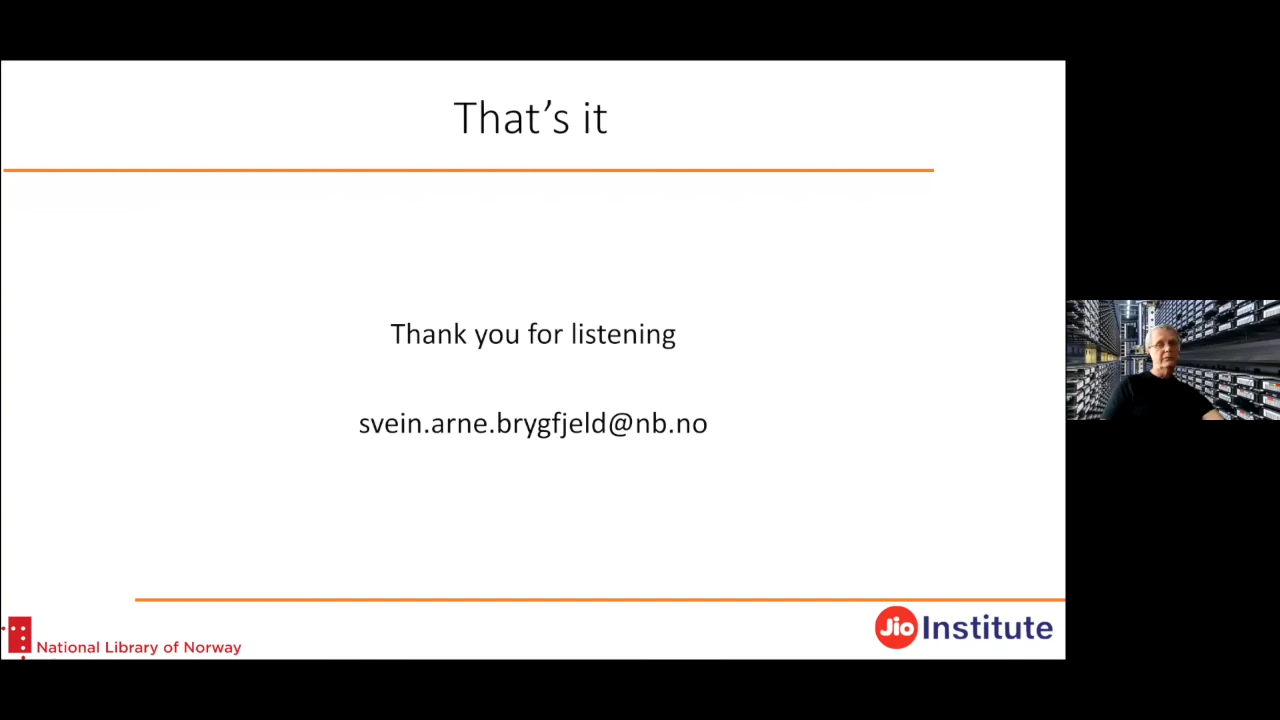 That’s it
Thank you for listening
svein.arne.brygfjeld@nb.no
National Library of Norway
Jio Institute